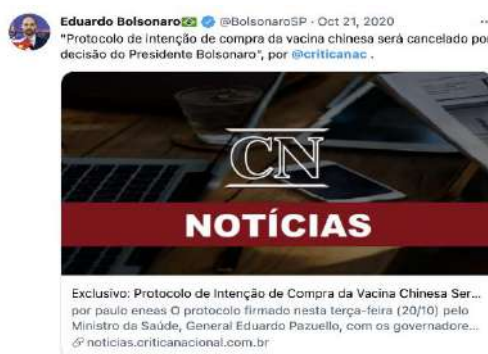 Eduardo Bolsonaro🇧🇷 @BolsonaroSP · Oct 21, 2020 ...
"Protocolo de intenção de compra da vacina chinesa será cancelado por
decisão do Presidente Bolsonaro", por @criticanac .
CN
NOTÍCIAS
Exclusivo: Protocolo de Intenção de Compra da Vacina Chinesa Ser...
por paulo eneas O protocolo firmado nesta terça-feira (20/10) pelo
Ministro da Saúde, General Eduardo Pazuello, com os governadore...
noticias.criticanacional.com.br